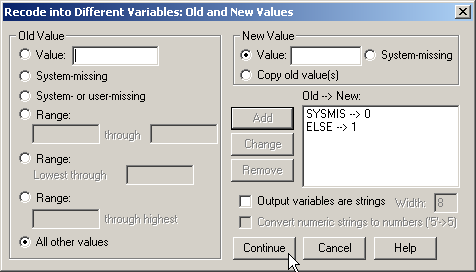 Recode into Different Variables: Old and New Values
Old Value
Value:
System-missing
System- or user-missing
Range:
through
Range:
Lowest through
Range:
through highest
All other values
New Value
Value:
System-missing
Copy old value(s)
Old --> New:
Add
Change
Remove
SYSMIS --> 0
ELSE --> 1
Output variables are strings
Width: 8
Convert numeric strings to numbers ('5'->5)
Continue
Cancel
Help